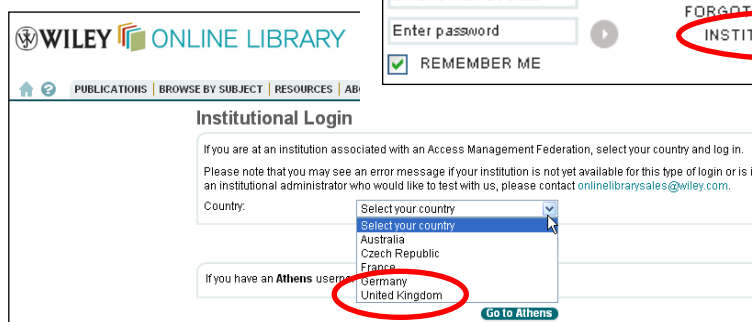 FORGOT
Enter password
INSTIT
REMEMBER ME
WILEY ONLINE LIBRARY
PUBLICATIONS | BROWSE BY SUBJECT | RESOURCES | AB
Institutional Login
If you are at an institution associated with an Access Management Federation, select your country and log in.
Please note that you may see an error message if your institution is not yet available for this type of login or is i
an institutional administrator who would like to test with us, please contact onlinelibrarysales@wiley.com.
Country:
Select your country
Select your country
Australia
Czech Republic
France
If you have an Athens userna
Germany
United Kingdom
Go to Athens